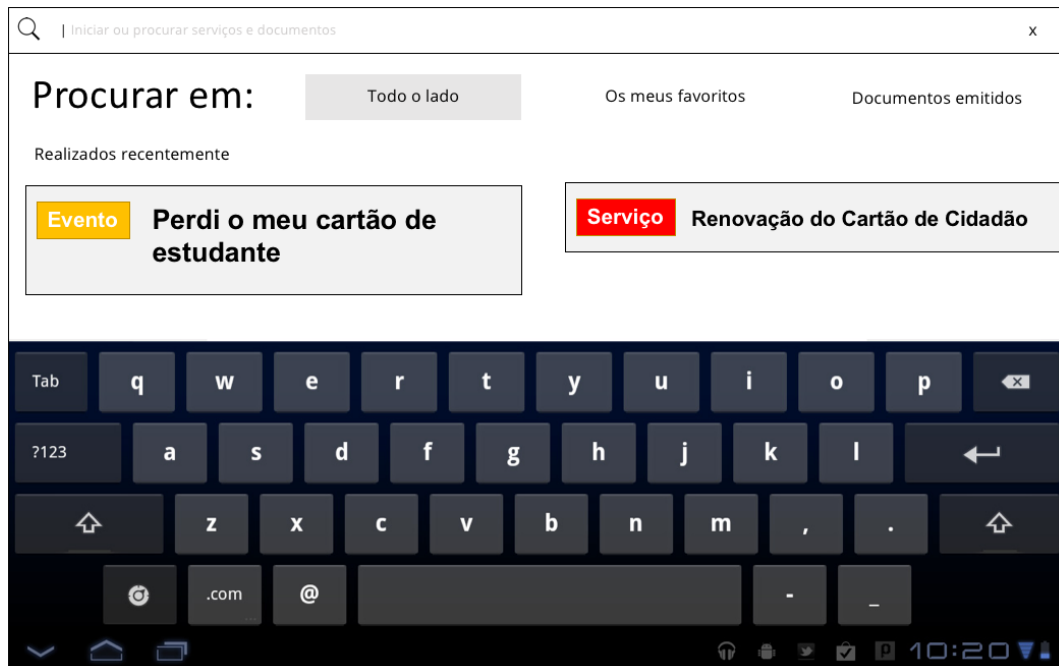 | Iniciar ou procurar serviços e documentos x
Procurar em: Todo o lado Os meus favoritos Documentos emitidos
Realizados recentemente
Evento Perdi o meu cartão de
estudante
Serviço Renovação do Cartão de Cidadão
Tab q w e r t y u i o p
?123 a s d f g h j k l
z x c v b n m , .
.com @ - _
10:20